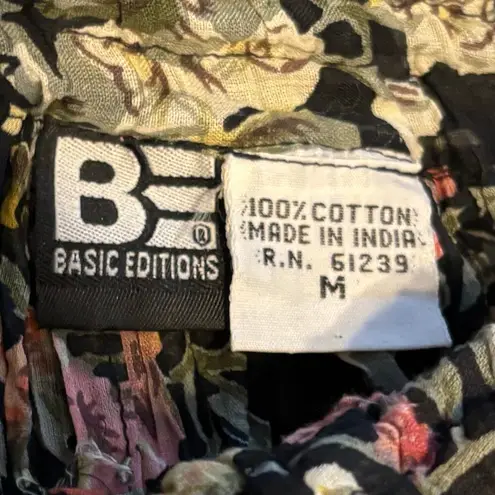 BE®
BASIC EDITIONS
100% COTTON
MADE IN INDIA
R.N. 61239
M